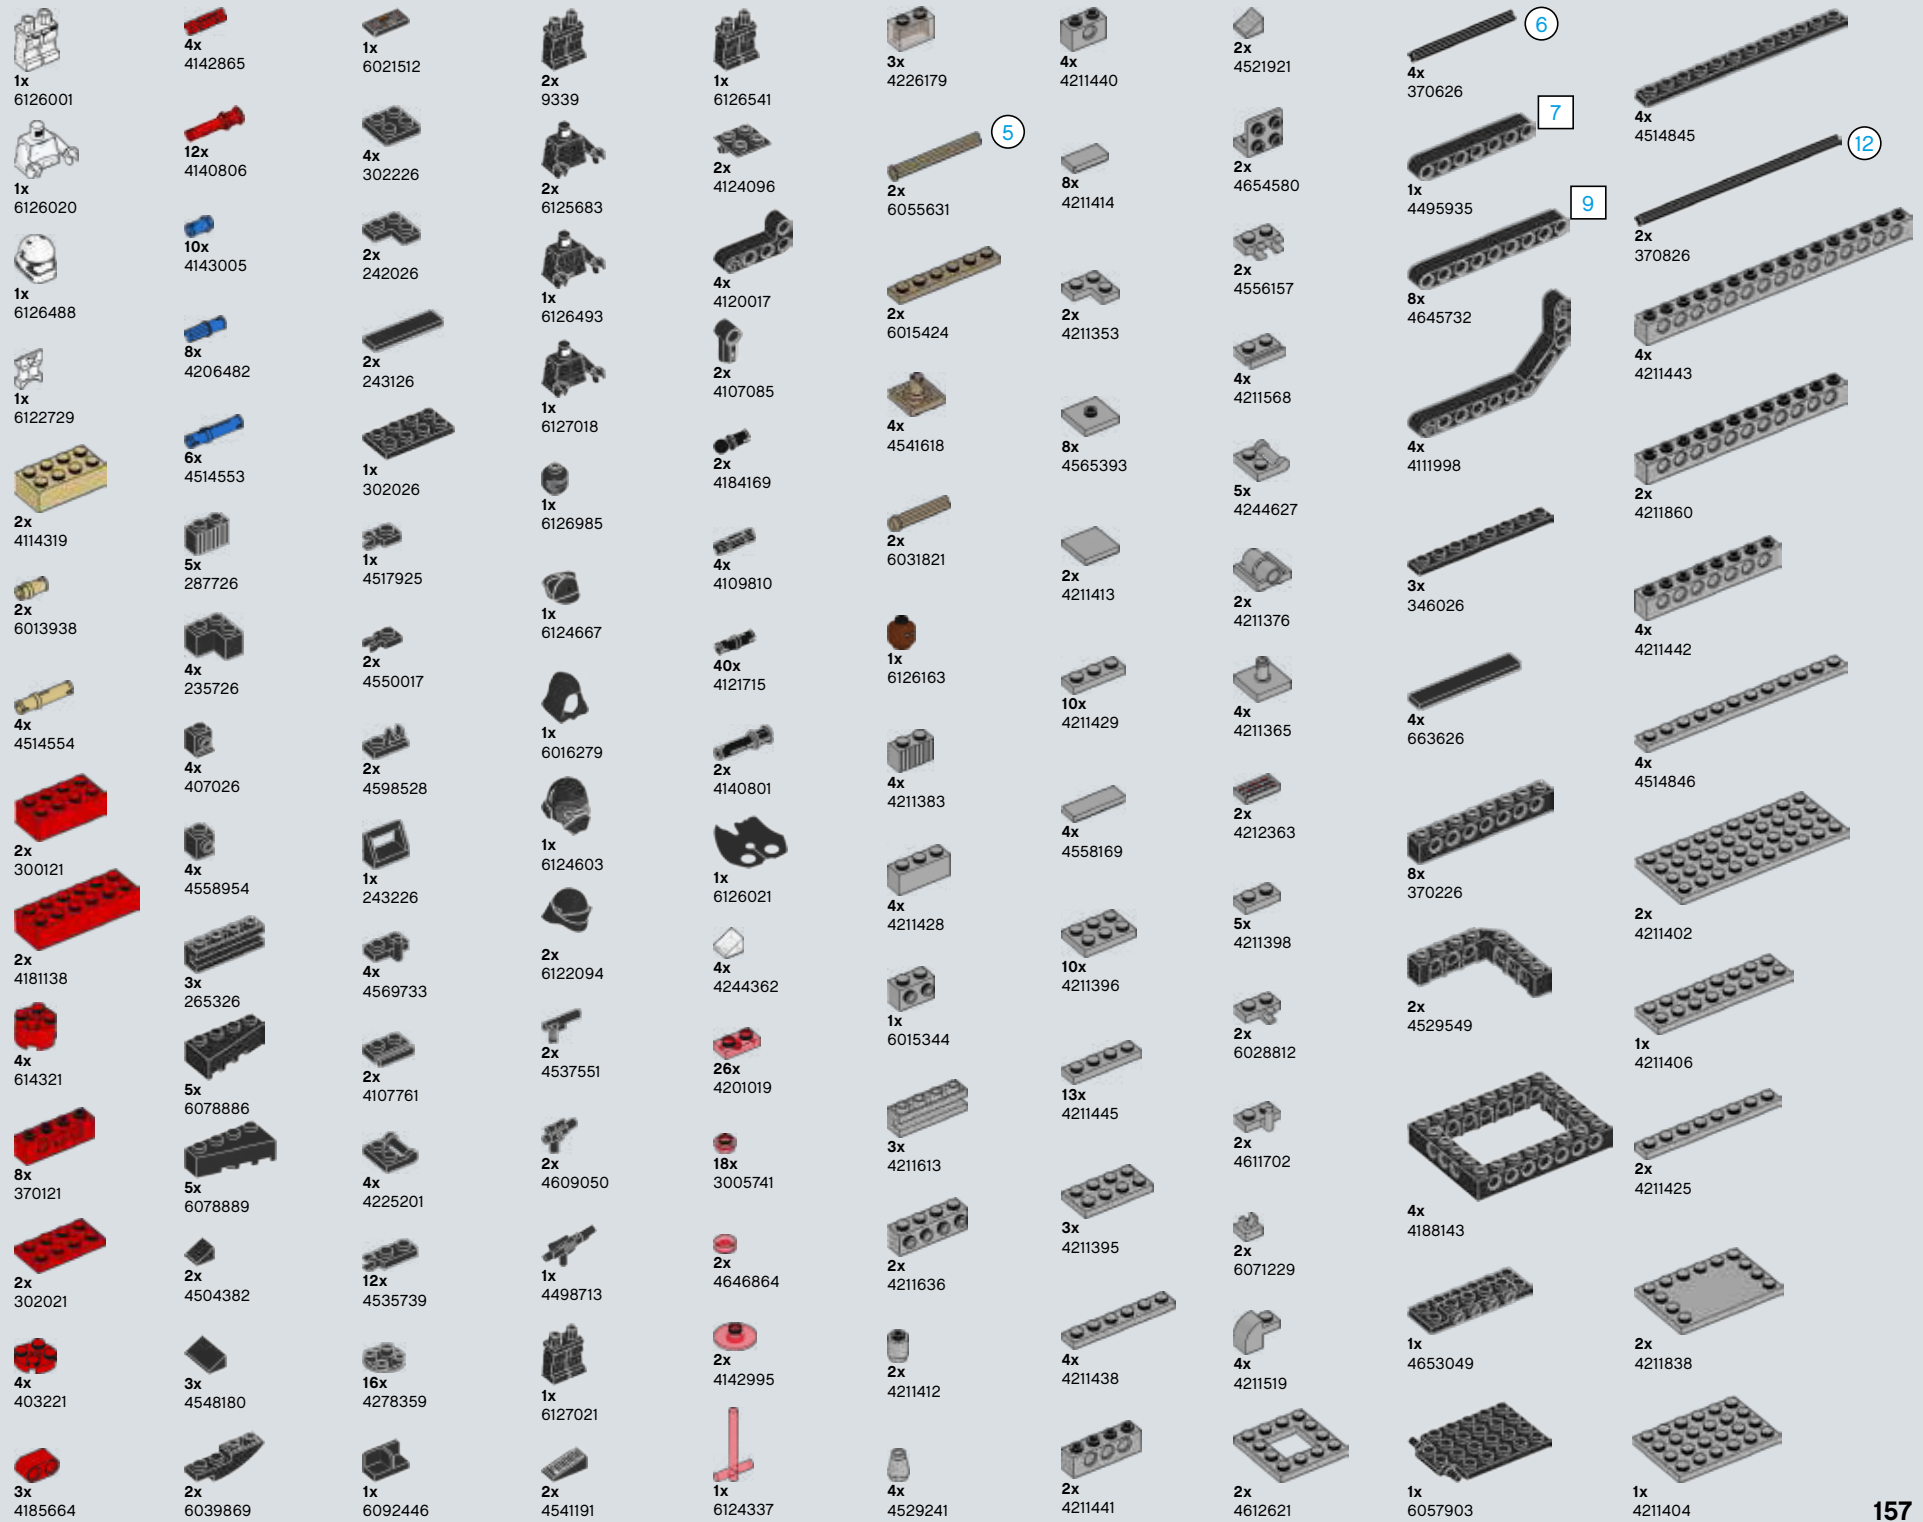 1x
6126001
1x
6126020
1x
6126488
1x
6122729
2x
4114319
2x
6013938
4x
4514554
2x
300121
2x
4181138
4x
614321
8x
370121
2x
302021
4x
403221
3x
4185664
4x
4142865
12x
4140806
10x
4143005
8x
4206482
6x
4514553
5x
287726
4x
235726
4x
407026
4x
4558954
3x
265326
5x
6078886
5x
6078889
2x
4504382
3x
4548180
2x
6039869
1x
6021512
4x
302226
2x
242026
2x
243126
1x
302026
1x
4517925
2x
4550017
2x
4598528
1x
243226
4x
4569733
2x
4107761
4x
4225201
12x
4535739
16x
4278359
1x
6092446
2x
9339
2x
6125683
1x
6126493
1x
6127018
1x
6126985
1x
6124667
1x
6016279
1x
6124603
2x
6122094
2x
4537551
2x
4609050
1x
4498713
1x
6127021
2x
4541191
1x
6126541
2x
4124096
4x
4120017
2x
4107085
2x
4184169
4x
4109810
40x
4121715
2x
4140801
1x
6126021
4x
4244362
26x
4201019
18x
3005741
2x
4646864
2x
4142995
1x
6124337
3x
4226179
5
2x
6055631
2x
6015424
4x
4541618
2x
6031821
1x
6126163
4x
4211383
4x
4211428
1x
6015344
3x
4211613
2x
4211636
2x
4211412
4x
4529241
4x
4211440
8x
4211414
2x
4211353
8x
4565393
2x
4211413
10x
4211429
4x
4558169
10x
4211396
13x
4211445
3x
4211395
4x
4211438
2x
4211441
2x
4521921
2x
4654580
2x
4556157
4x
4211568
5x
4244627
2x
4211376
4x
4211365
2x
4212363
5x
4211398
2x
6028812
2x
4611702
2x
6071229
4x
4211519
2x
4612621
6
4x
370626
7
1x
4495935
9
8x
4645732
4x
4111998
3x
346026
4x
663626
8x
370226
2x
4529549
4x
4188143
1x
4653049
1x
6057903
4x
4514845
12
2x
370826
4x
4211443
2x
4211860
4x
4211442
4x
4514846
2x
4211402
1x
4211406
2x
4211425
2x
4211838
1x
4211404
157